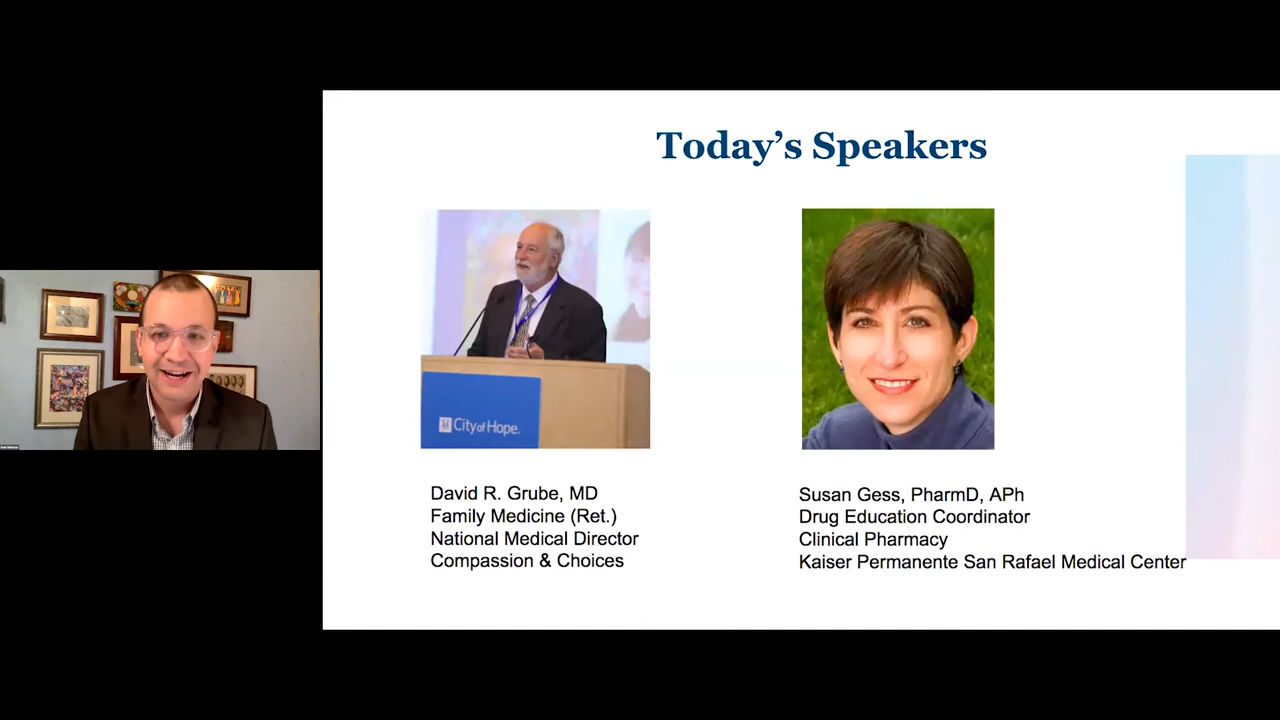 Today's Speakers
City of Hope.
David R. Grube, MD
Family Medicine (Ret.)
National Medical Director
Compassion & Choices
Susan Gess, PharmD, APh
Drug Education Coordinator
Clinical Pharmacy
Kaiser Permanente San Rafael Medical Center